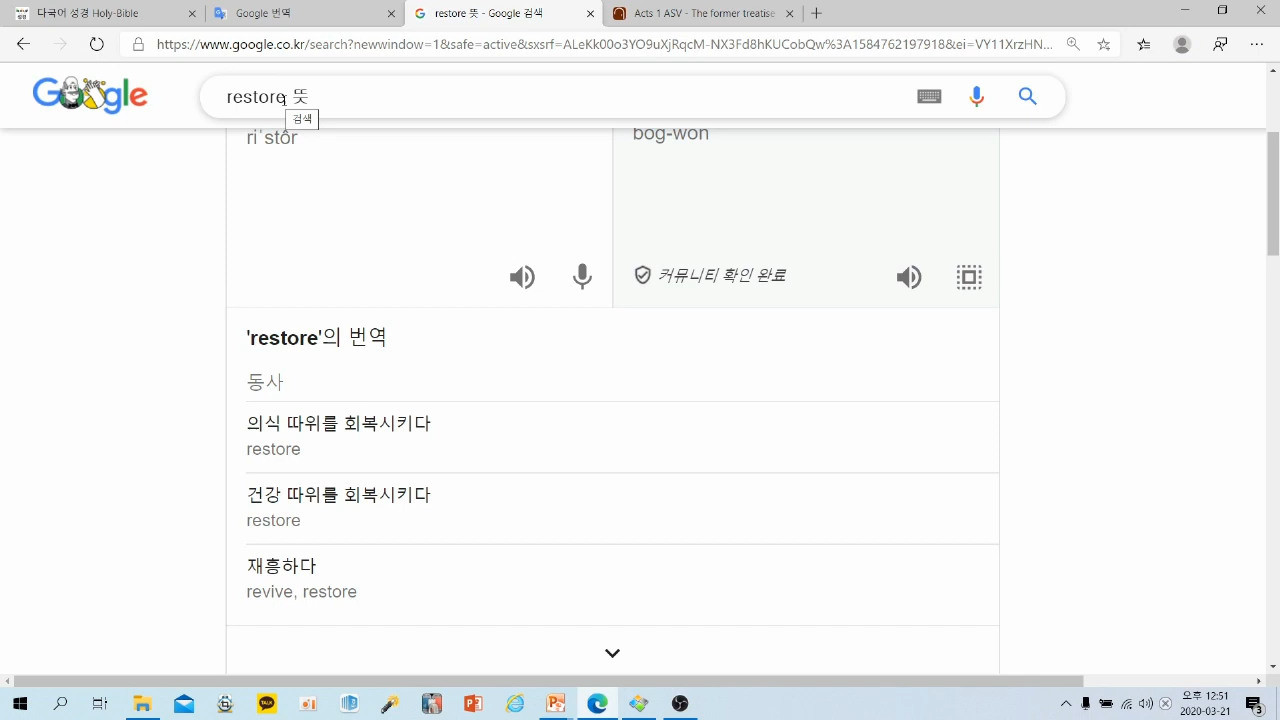 다국어 성경 Holy-Bible
Google 번역
restore 뜻 - Google 검색
Acts 1 ASV - The former treatise
https://www.google.co.kr/search?newwindow=1&safe=active&sxsrf=ALeKk00o3YO9uXjRqcM-NX3Fd8hKUCobQw%3A1584762197918&ei=VY11XrzHN...
Google
restore 뜻
검색
riˈstôr
bog-won
커뮤니티 확인 완료
'restore'의 번역
동사
의식 따위를 회복시키다
restore
건강 따위를 회복시키다
restore
재흥하다
revive, restore
TALK
오후 12:51
2020-03-21
3